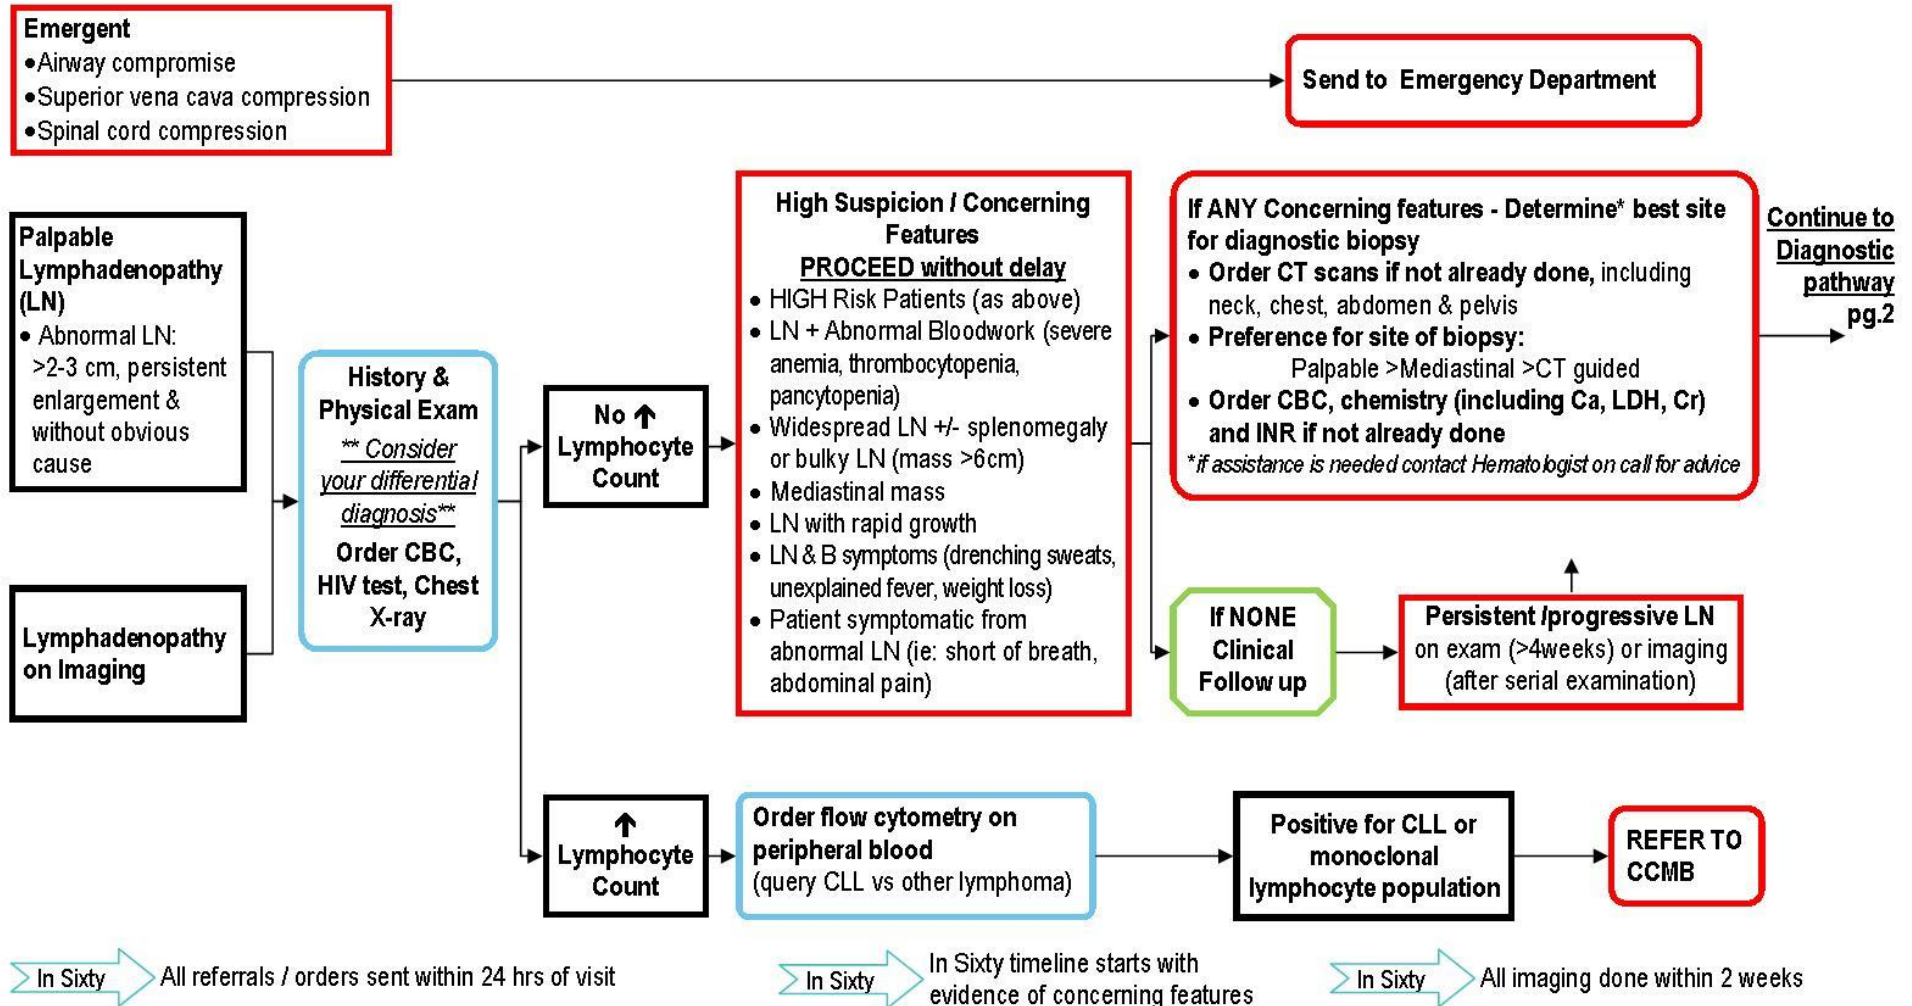 Emergent
•Airway compromise
•Superior vena cava compression
•Spinal cord compression
Send to Emergency Department
Palpable
Lymphadenopathy
(LN)
• Abnormal LN:
>2-3 cm, persistent
enlargement &
without obvious
cause
Lymphadenopathy
on Imaging
History &
Physical Exam
** Consider
your differential
diagnosis**
Order CBC,
HIV test, Chest
X-ray
No ↑
Lymphocyte
Count
High Suspicion / Concerning
Features
PROCEED without delay
• HIGH Risk Patients (as above)
• LN + Abnormal Bloodwork (severe
anemia, thrombocytopenia,
pancytopenia)
• Widespread LN +/- splenomegaly
or bulky LN (mass >6cm)
• Mediastinal mass
• LN with rapid growth
• LN & B symptoms (drenching sweats,
unexplained fever, weight loss)
• Patient symptomatic from
abnormal LN (ie: short of breath,
abdominal pain)
If ANY Concerning features - Determine* best site
for diagnostic biopsy
• Order CT scans if not already done, including
neck, chest, abdomen & pelvis
• Preference for site of biopsy:
Palpable >Mediastinal >CT guided
• Order CBC, chemistry (including Ca, LDH, Cr)
and INR if not already done
*if assistance is needed contact Hematologist on call for advice
Continue to
Diagnostic
pathway
pg.2
If NONE
Clinical
Follow up
Persistent /progressive LN
on exam (>4weeks) or imaging
(after serial examination)
↑
Lymphocyte
Count
Order flow cytometry on
peripheral blood
(query CLL vs other lymphoma)
Positive for CLL or
monoclonal
lymphocyte population
REFER TO
CCMB
In Sixty
All referrals / orders sent within 24 hrs of visit
In Sixty
In Sixty timeline starts with
evidence of concerning features
In Sixty
All imaging done within 2 weeks